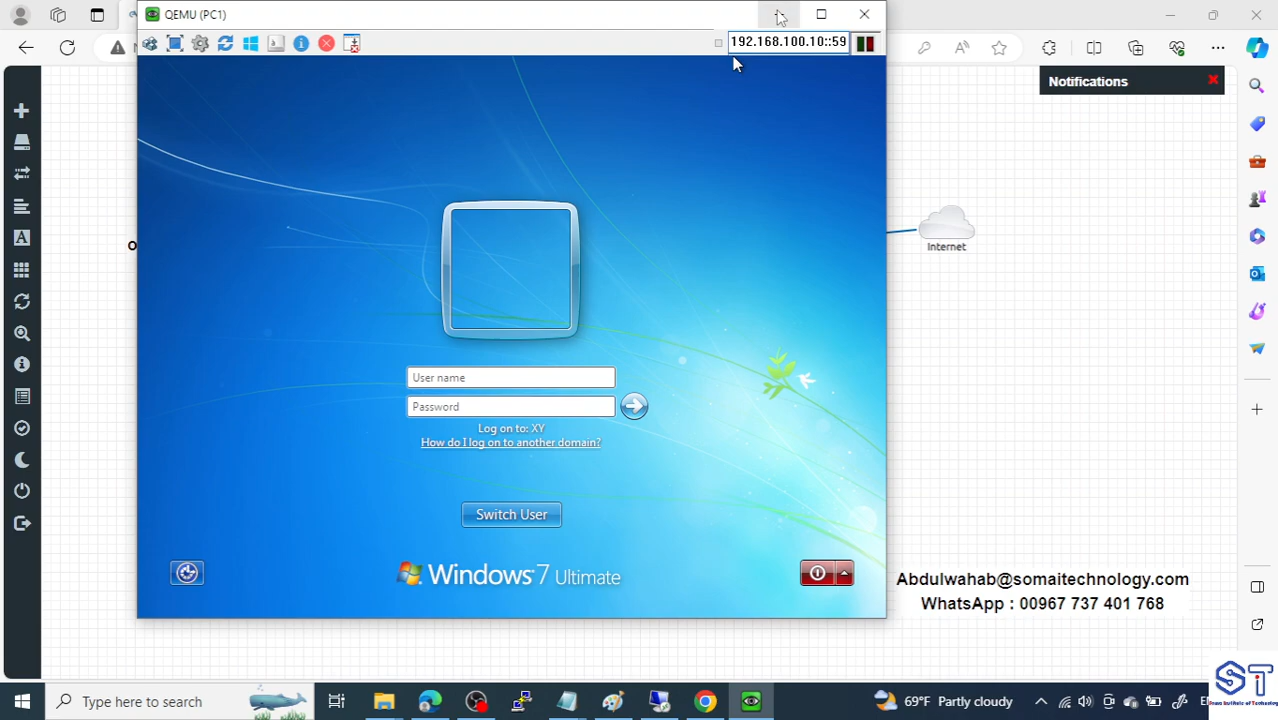 QEMU (PC1)
192.168.100.10::59
Notifications
Internet
User name
Password
Log on to: XY
How do I log on to another domain?
Switch User
Windows 7 Ultimate
Abdulwahab@somaitechnology.com
WhatsApp : 00967 737 401 768
Type here to search
69°F Partly cloudy
ST